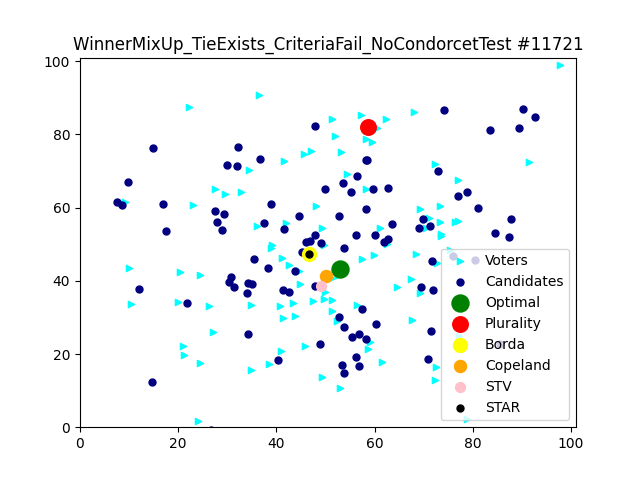 WinnerMixUp_TieExists_CriteriaFail_NoCondorcetTest #11721
100
80
60
40
20
0
0 20 40 60 80 100
Voters
Candidates
Optimal
Plurality
Borda
Copeland
STV
STAR